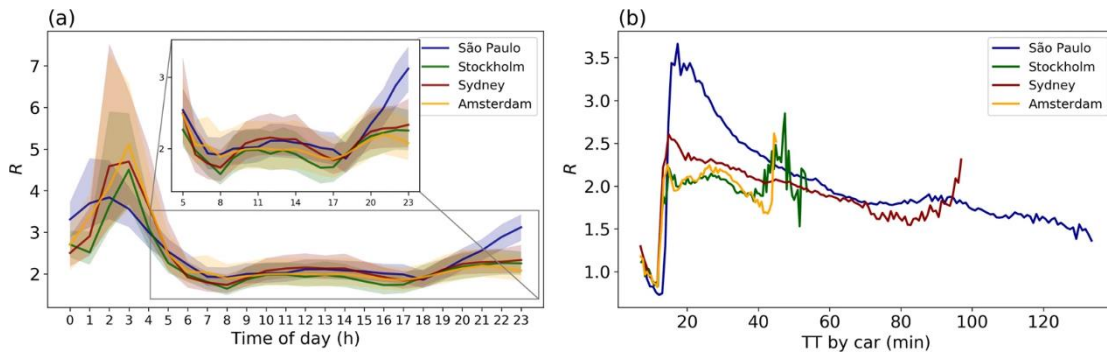 (a)
7
6
5
4
3
2
R
3
2
5 8 11 14 17 20 23
São Paulo
Stockholm
Sydney
Amsterdam
0 1 2 3 4 5 6 7 8 9 10 11 12 13 14 15 16 17 18 19 20 21 22 23
Time of day (h)
(b)
3.5
3.0
2.5
2.0
1.5
1.0
R
São Paulo
Stockholm
Sydney
Amsterdam
20 40 60 80 100 120
TT by car (min)